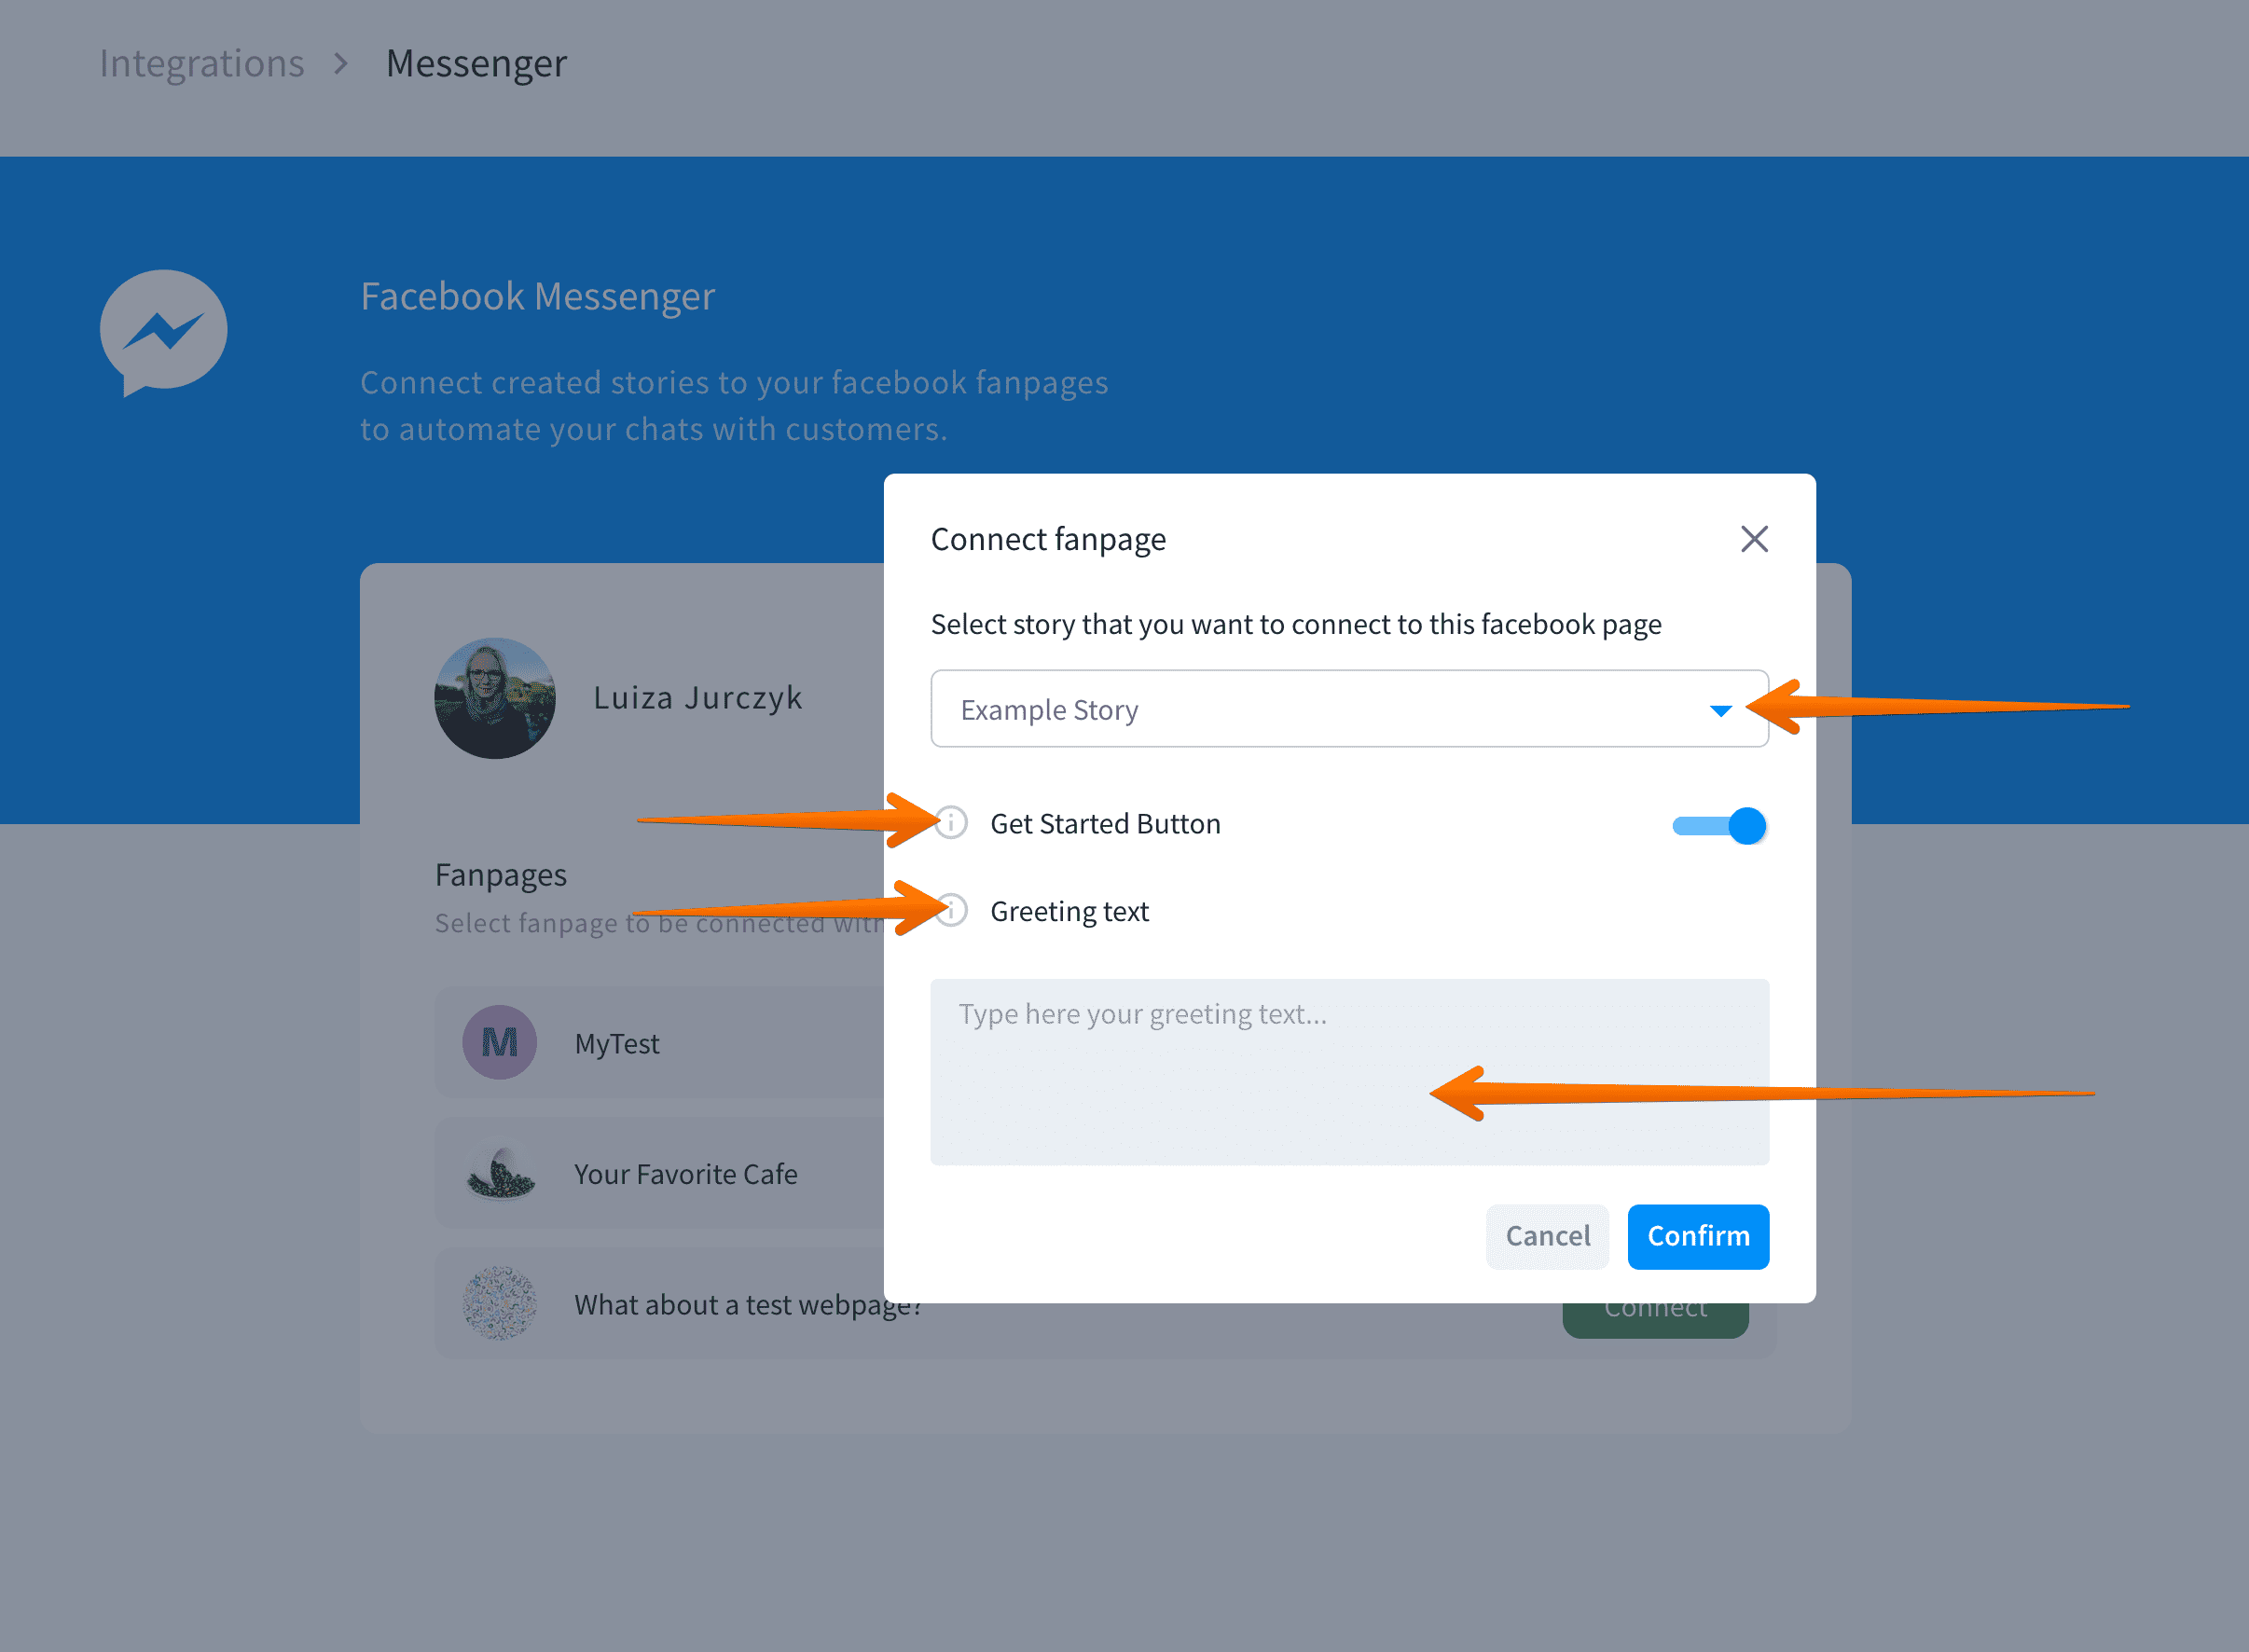 Integrations > Messenger
Facebook Messenger
Connect created stories to your facebook fanpages
to automate your chats with customers.
Connect fanpage
Select story that you want to connect to this facebook page
Example Story
Get Started Button
Greeting text
Type here your greeting text...
Cancel
Confirm
Luiza Jurczyk
Fanpages
Select fanpage to be connected with
M
MyTest
Your Favorite Cafe
What about a test webpage?
Connect